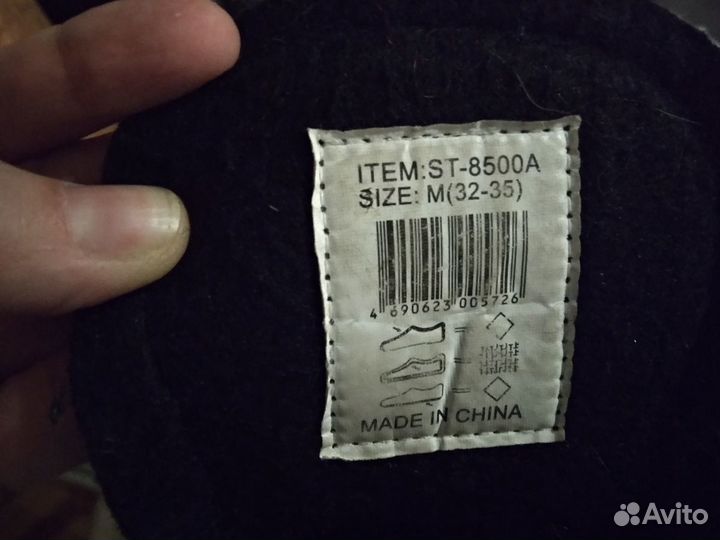 ITEM:ST-8500A
SIZE: M(32-35)
4 690623 005726
MADE IN CHINA
Avito